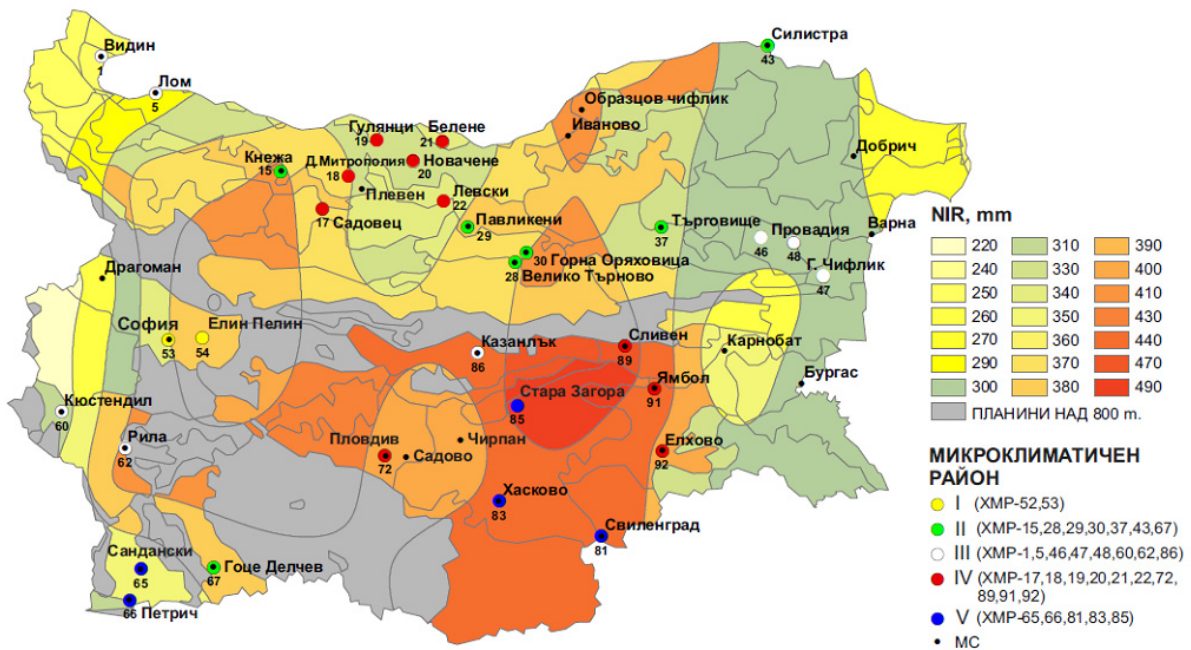 Видин
1
Лом
5
Силистра
43
Образцов чифлик
Иваново
Гулянци
19
Белене
21
Кнежа
15
Д.Митрополия
18
Новачене
20
Плевен
Левски
22
17 Садовец
Павликени
29
Търговище
37
30 Горна Оряховица
28 Велико Търново
Добрич
Варна
Провадия
46
48
Г. Чифлик
47
Драгоман
София
53
Елин Пелин
54
Казанлък
86
Сливен
89
Карнобат
Ямбол
91
Бургас
Стара Загора
85
Кюстендил
60
Рила
62
Пловдив
72
Чирпан
Садово
Елхово
92
Хасково
83
Свиленград
81
Сандански
65
67
Гоце Делчев
66 Петрич
NIR, mm
220 310 390
240 330 400
250 340 410
260 350 430
270 360 440
290 370 470
300 380 490
ПЛАНИНИ НАД 800 m.
МИКРОКЛИМАТИЧЕН
РАЙОН
I (ХМР-52,53)
II (ХМР-15,28,29,30,37,43,67)
III (ХМР-1,5,46,47,48,60,62,86)
IV (ХМР-17,18,19,20,21,22,72,
89,91,92)
V (ХМР-65,66,81,83,85)
МС